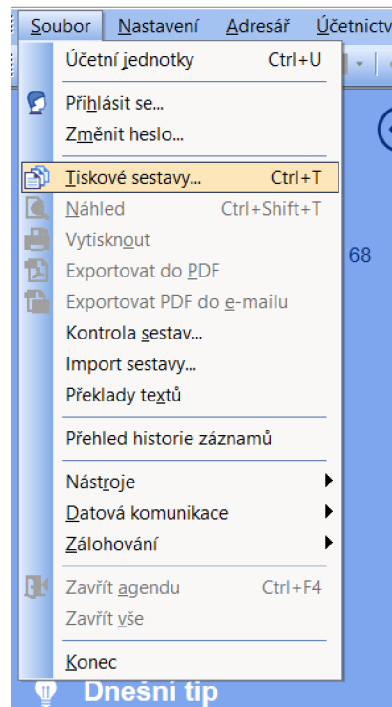 Soubor Nastavení Adresář Účetnictv
Účetní jednotky Ctrl+U
Přihlásit se...
Změnit heslo...
Tiskové sestavy... Ctrl+T
Náhled Ctrl+Shift+T
Vytisknout
68
Exportovat do PDF
Exportovat PDF do e-mailu
Kontrola sestav...
Import sestavy...
Překlady textů
Přehled historie záznamů
Nástroje
Datová komunikace
Zálohování
Zavřít agendu Ctrl+F4
Zavřít vše
Konec
Dnešní tip